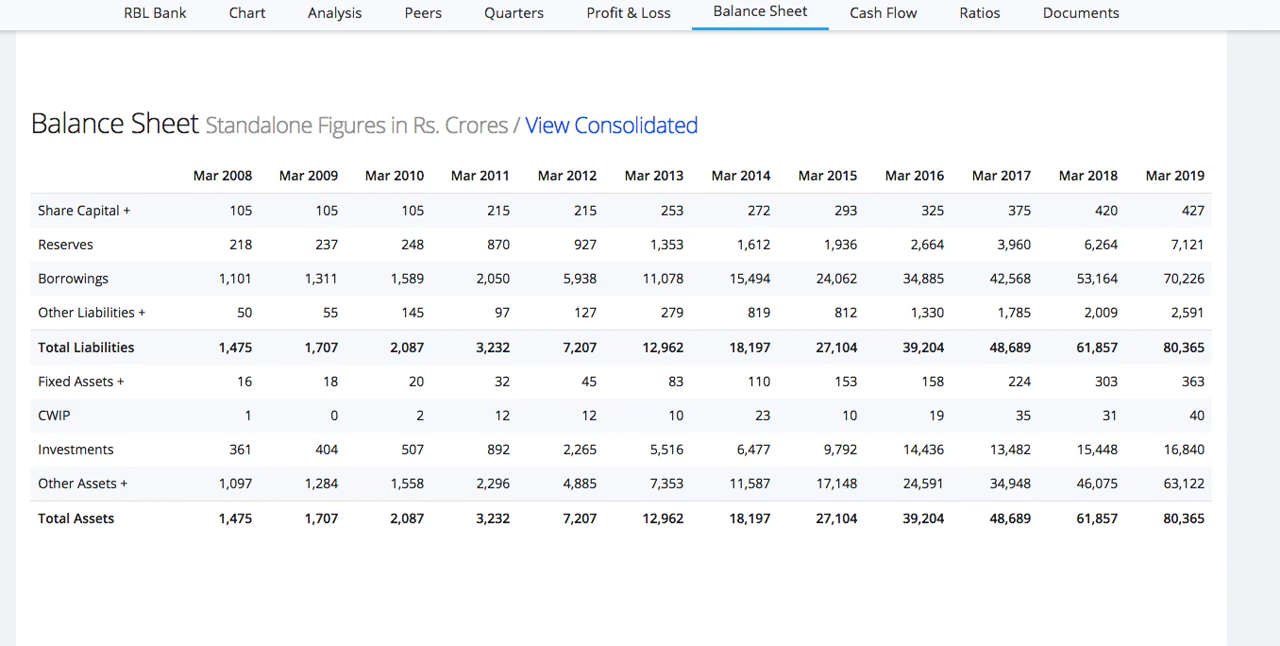 RBL Bank Chart Analysis Peers Quarters Profit & Loss Balance Sheet Cash Flow Ratios Documents
Balance Sheet Standalone Figures in Rs. Crores / View Consolidated
Mar 2008 Mar 2009 Mar 2010 Mar 2011 Mar 2012 Mar 2013 Mar 2014 Mar 2015 Mar 2016 Mar 2017 Mar 2018 Mar 2019
Share Capital + 105 105 105 215 215 253 272 293 325 375 420 427
Reserves 218 237 248 870 927 1,353 1,612 1,936 2,664 3,960 6,264 7,121
Borrowings 1,101 1,311 1,589 2,050 5,938 11,078 15,494 24,062 34,885 42,568 53,164 70,226
Other Liabilities + 50 55 145 97 127 279 819 812 1,330 1,785 2,009 2,591
Total Liabilities 1,475 1,707 2,087 3,232 7,207 12,962 18,197 27,104 39,204 48,689 61,857 80,365
Fixed Assets + 16 18 20 32 45 83 110 153 158 224 303 363
CWIP 1 0 2 12 12 10 23 10 19 35 31 40
Investments 361 404 507 892 2,265 5,516 6,477 9,792 14,436 13,482 15,448 16,840
Other Assets + 1,097 1,284 1,558 2,296 4,885 7,353 11,587 17,148 24,591 34,948 46,075 63,122
Total Assets 1,475 1,707 2,087 3,232 7,207 12,962 18,197 27,104 39,204 48,689 61,857 80,365